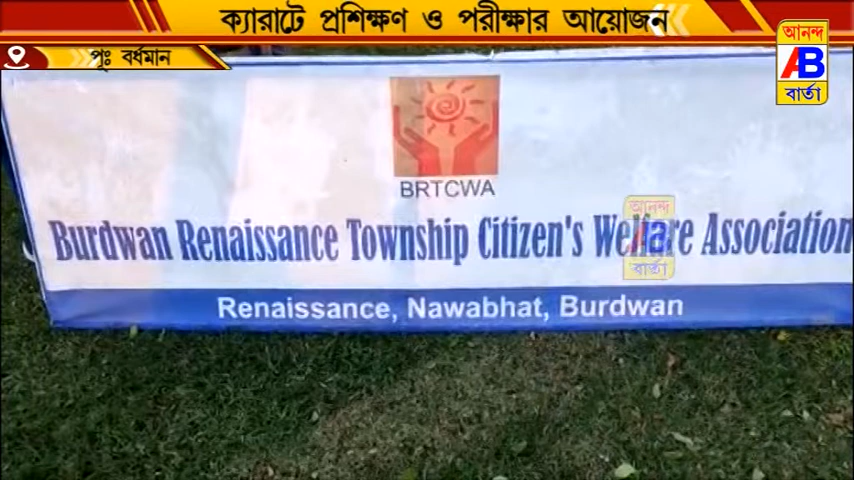 ক্যারাটে প্রশিক্ষণ ও পরীক্ষার আয়োজন
পূঃ বর্ধমান
আনন্দ
AB
বার্তা
BRTCWA
Burdwan Renaissance Township Citizen's Welfare Association
আনন্দ
AB
বার্তা
Renaissance, Nawabhat, Burdwan